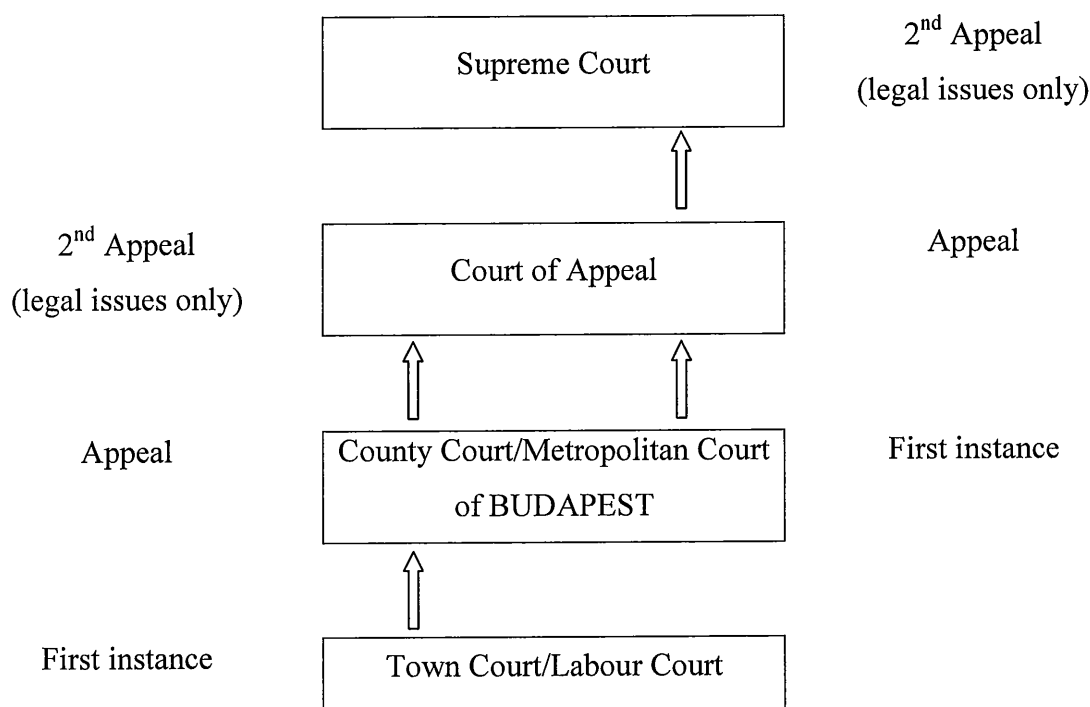 Supreme Court
2nd Appeal
(legal issues only)
2nd Appeal
(legal issues only)
Court of Appeal
Appeal
Appeal
County Court/Metropolitan Court
of BUDAPEST
First instance
First instance
Town Court/Labour Court